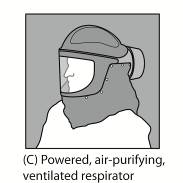 (C) Powered, air-purifying,
ventilated respirator